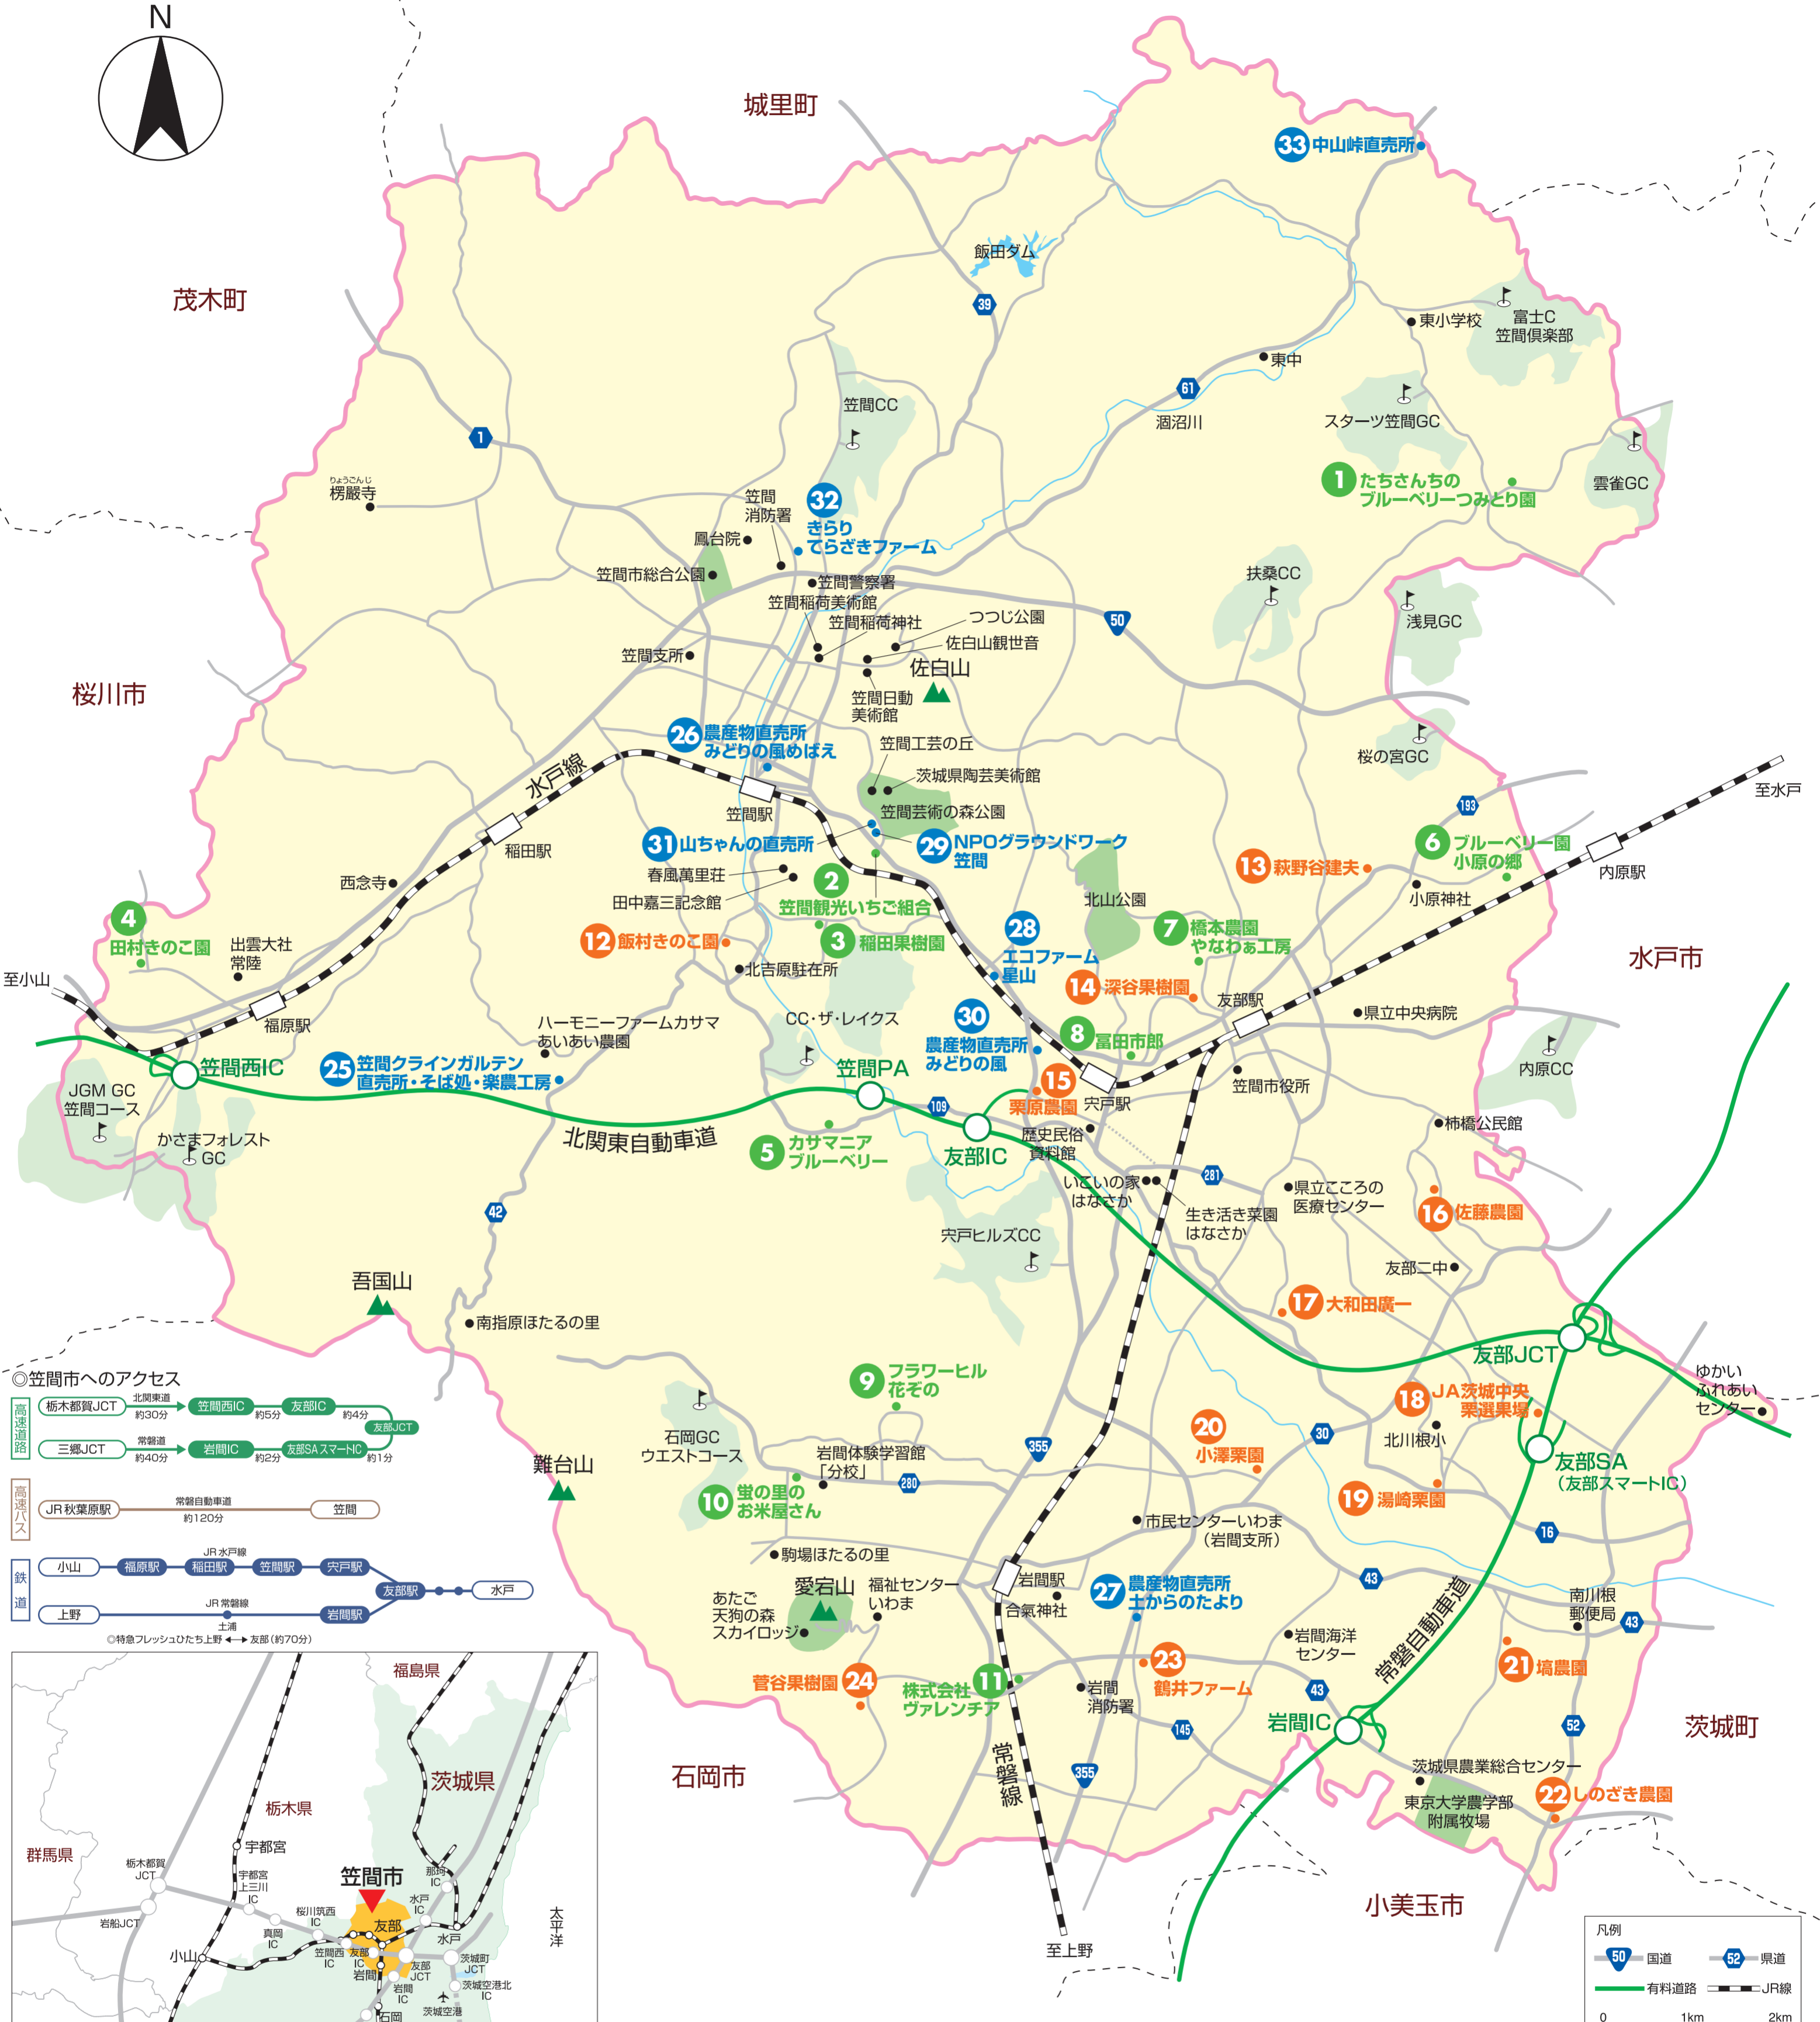 N
城里町
33 中山峠直売所
飯田ダム
茂木町
39
東小学校
富士C
笠間倶楽部
東中
61
涸沼川
スターツ笠間GC
笠間CC
1
雲雀GC
1 たちさんちの
ブルーベリーつみとり園
りょうごんじ
楞厳寺
笠間
消防署
32
きらり
てらざきファーム
鳳台院
笠間市総合公園
笠間警察署
笠間稲荷美術館
笠間稲荷神社
つつじ公園
佐白山観世音
50
扶桑CC
浅見GC
笠間支所
佐白山
笠間日動
美術館
桜川市
26 農産物直売所
みどりの風めばえ
笠間工芸の丘
茨城県陶芸美術館
笠間芸術の森公園
桜の宮GC
至水戸
水戸線
笠間駅
193
稲田駅
31 山ちゃんの直売所
29 NPOグラウンドワーク
笠間
6 ブルーベリー園
小原の郷
内原駅
13 萩野谷建夫
小原神社
西念寺
春風萬里荘
田中嘉三記念館
2
笠間観光いちご組合
北山公園
4
田村きのこ園
出雲大社
常陸
12 飯村きのこ園
3 稲田果樹園
28
エコファーム
星山
7 橋本農園
やなわぁ工房
水戸市
至小山
北吉原駐在所
14 深谷果樹園
友部駅
県立中央病院
福原駅
CC・ザ・レイクス
30
農産物直売所
みどりの風
8
冨田市郎
ハーモニーファームカサマ
あいあい農園
笠間西IC
25 笠間クラインガルテン
直売所・そば処・楽農工房
笠間PA
笠間市役所
内原CC
JGM GC
笠間コース
15
栗原農園
宍戸駅
109
かさまフォレスト
GC
北関東自動車道
5 カサマニア
ブルーベリー
友部IC
歴史民俗
資料館
柿橋公民館
いこいの家
はなさか
281
生き活き菜園
はなさか
県立こころの
医療センター
16 佐藤農園
42
宍戸ヒルズCC
友部二中
吾国山
南指原ほたるの里
17 大和田廣一
友部JCT
ゆかい
ふれあい
センター
◎笠間市へのアクセス
高速道路
栃木都賀JCT
北関東道
約30分
笠間西IC
約5分
友部IC
約4分
友部JCT
三郷JCT
常磐道
約40分
岩間IC
約2分
友部SA スマートIC
約1分
高速バス
JR秋葉原駅
常磐自動車道
約120分
笠間
鉄道
小山
福原駅
JR 水戸線
稲田駅
笠間駅
宍戸駅
友部駅
水戸
上野
JR 常磐線
土浦
岩間駅
◎特急フレッシュひたち上野⟷友部(約70分)
9 フラワーヒル
花ぞの
18 JA茨城中央
栗選果場
北川根小
石岡GC
ウエストコース
355
20
小澤栗園
30
友部SA
(友部スマートIC)
難台山
岩間体験学習館
「分校」
280
10 蛍の里の
お米屋さん
19 湯崎栗園
市民センターいわま
(岩間支所)
16
駒場ほたるの里
愛宕山
福祉センター
いわま
あたご
天狗の森
スカイロッジ
岩間駅
合氣神社
27 農産物直売所
土からのたより
43
南川根
郵便局
43
岩間海洋
センター
常磐自動車道
菅谷果樹園 24
株式会社
ヴァレンチア
11
23
鶴井ファーム
岩間
消防署
43
21 塙農園
145
岩間IC
52
茨城町
石岡市
常磐線
355
茨城県農業総合センター
東京大学農学部
附属牧場
22 しのざき農園
小美玉市
至上野
福島県
茨城県
栃木県
群馬県
宇都宮
栃木都賀
JCT
宇都宮
上三川
IC
笠間市
那珂
IC
岩船JCT
真岡
IC
桜川筑西
IC
水戸
IC
友部
水戸
太平洋
小山
笠間西
IC
友部
IC
岩間
友部
JCT
茨城町
JCT
岩間
IC
茨城空港北
IC
茨城空港
石岡
凡例
50 国道
52 県道
有料道路
JR線
0 1km 2km